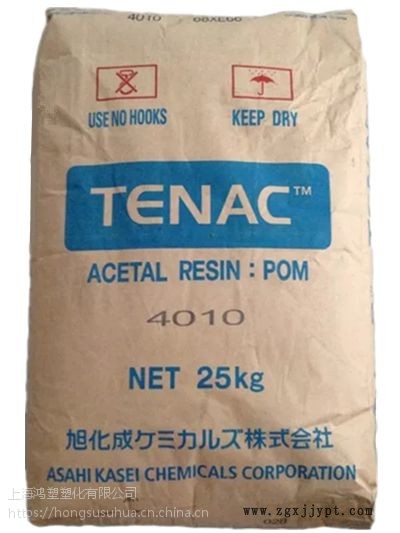 4010 68XE66
USE NO HOOKS KEEP DRY
TENAC™
ACETAL RESIN : POM
4010
NET 25kg
旭化成ケミカルズ株式会社
ASAHI KASEI CHEMICALS CORPORATION
上海鸿塑塑化有限公司
https://hongsusuhua.cn.china.cn
020
www.zgxjjypt.com